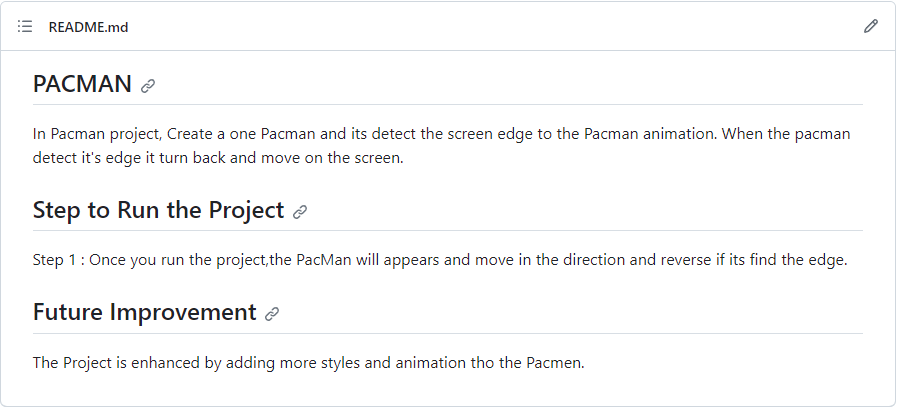 README.md
PACMAN
In Pacman project, Create a one Pacman and its detect the screen edge to the Pacman animation. When the pacman
detect it's edge it turn back and move on the screen.
Step to Run the Project
Step 1 : Once you run the project,the PacMan will appears and move in the direction and reverse if its find the edge.
Future Improvement
The Project is enhanced by adding more styles and animation tho the Pacmen.